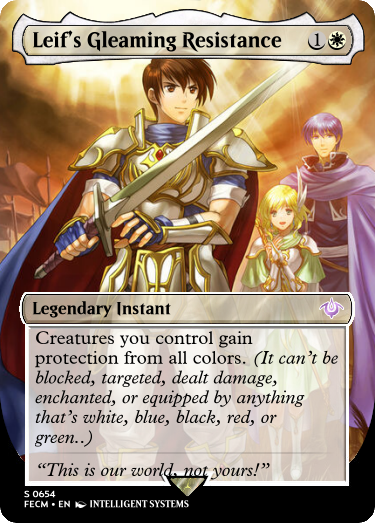 Leif's Gleaming Resistance 1
Legendary Instant
Creatures you control gain
protection from all colors. (It can't be
blocked, targeted, dealt damage,
enchanted, or equipped by anything
that's white, blue, black, red, or
green..)
"This is our world, not yours!"
S 0654
FECM • EN INTELLIGENT SYSTEMS